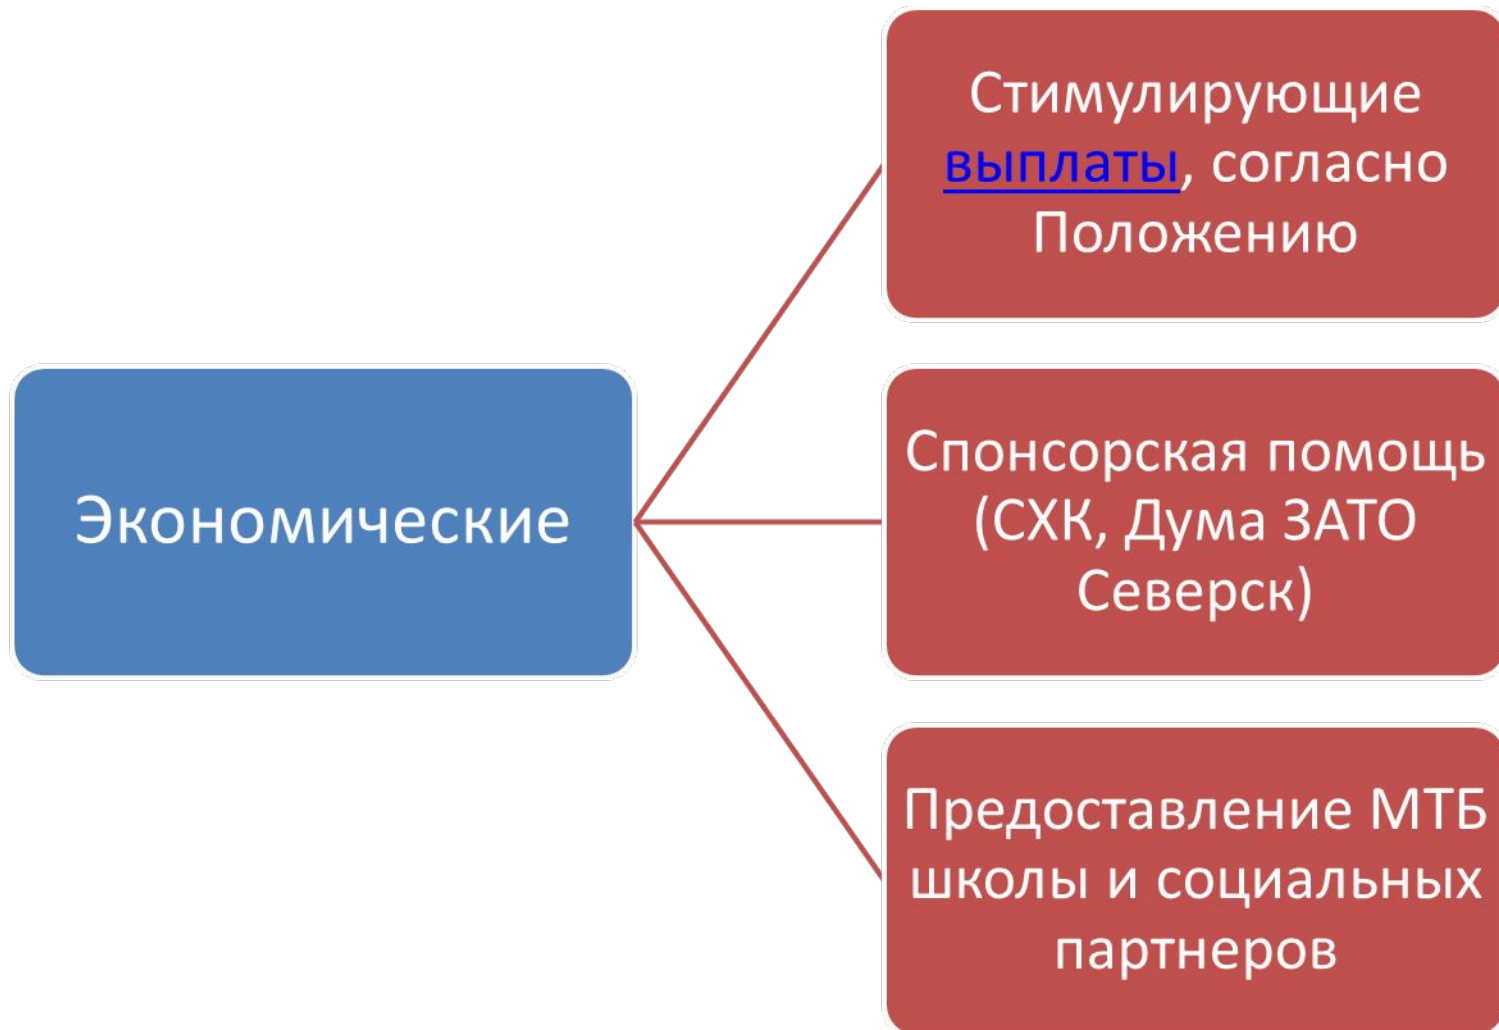 Экономические
Стимулирующие
выплаты, согласно
Положению
Спонсорская помощь
(СХК, Дума ЗАТО
Северск)
Предоставление МТБ
школы и социальных
партнеров